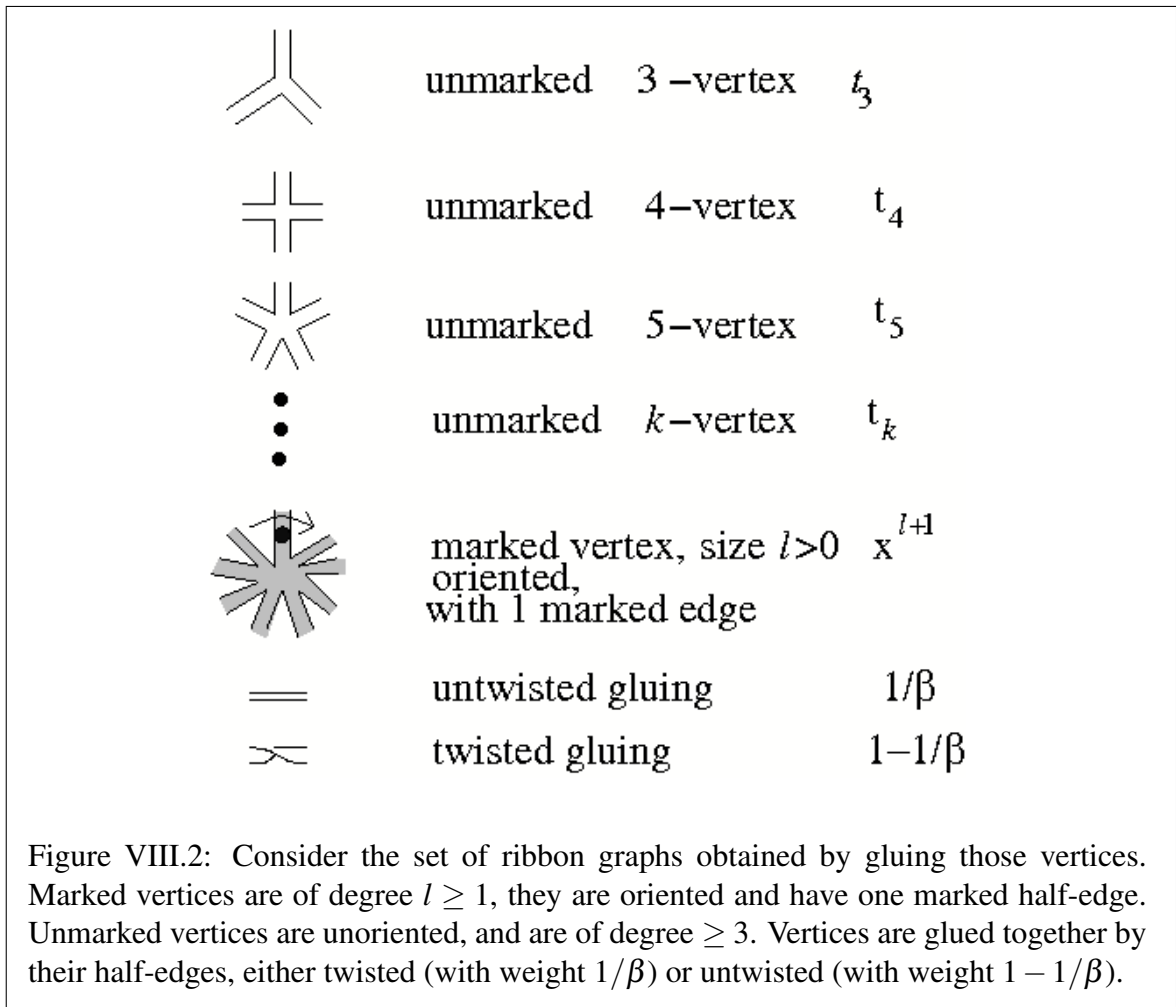 unmarked 3–vertex t₃
unmarked 4–vertex t₄
unmarked 5–vertex t₅
unmarked k–vertex tₖ
marked vertex, size l>0 xˡ⁺¹
oriented,
with 1 marked edge
untwisted gluing 1/β
twisted gluing 1–1/β
Figure VIII.2: Consider the set of ribbon graphs obtained by gluing those vertices.
Marked vertices are of degree l ≥ 1, they are oriented and have one marked half-edge.
Unmarked vertices are unoriented, and are of degree ≥ 3. Vertices are glued together by
their half-edges, either twisted (with weight 1/β) or untwisted (with weight 1 − 1/β).